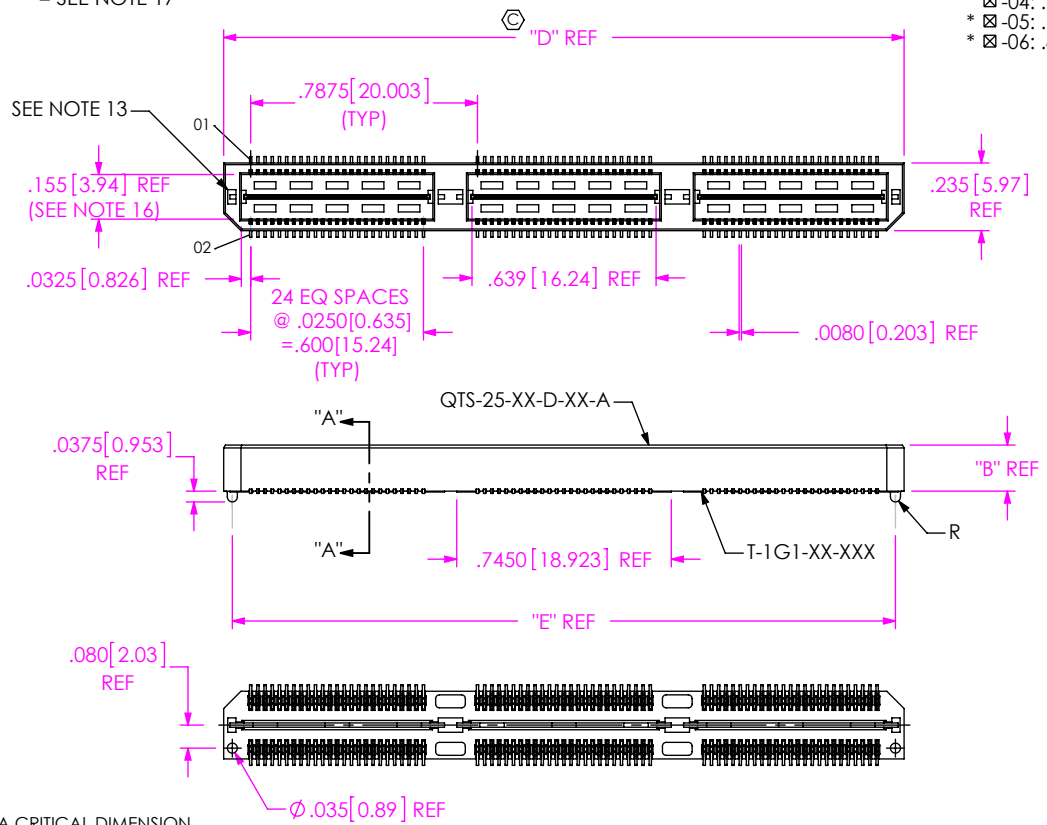 = SEE NOTE 17
-04: .
* ⊠ -05: .
* ⊠ -06: .
C
"D" REF
.7875[20.003]
(TYP)
SEE NOTE 13
01
.155[3.94] REF
(SEE NOTE 16)
.235[5.97]
REF
02
.0325[0.826] REF
.639[16.24] REF
24 EQ SPACES
@ .0250[0.635]
=.600[15.24]
(TYP)
.0080[0.203] REF
QTS-25-XX-D-XX-A
"A"
.0375[0.953]
REF
"B" REF
"A"
.7450[18.923] REF
T-1G1-XX-XXX
R
"E" REF
.080[2.03]
REF
Ø.035[0.89] REF
A CRITICAL DIMENSION